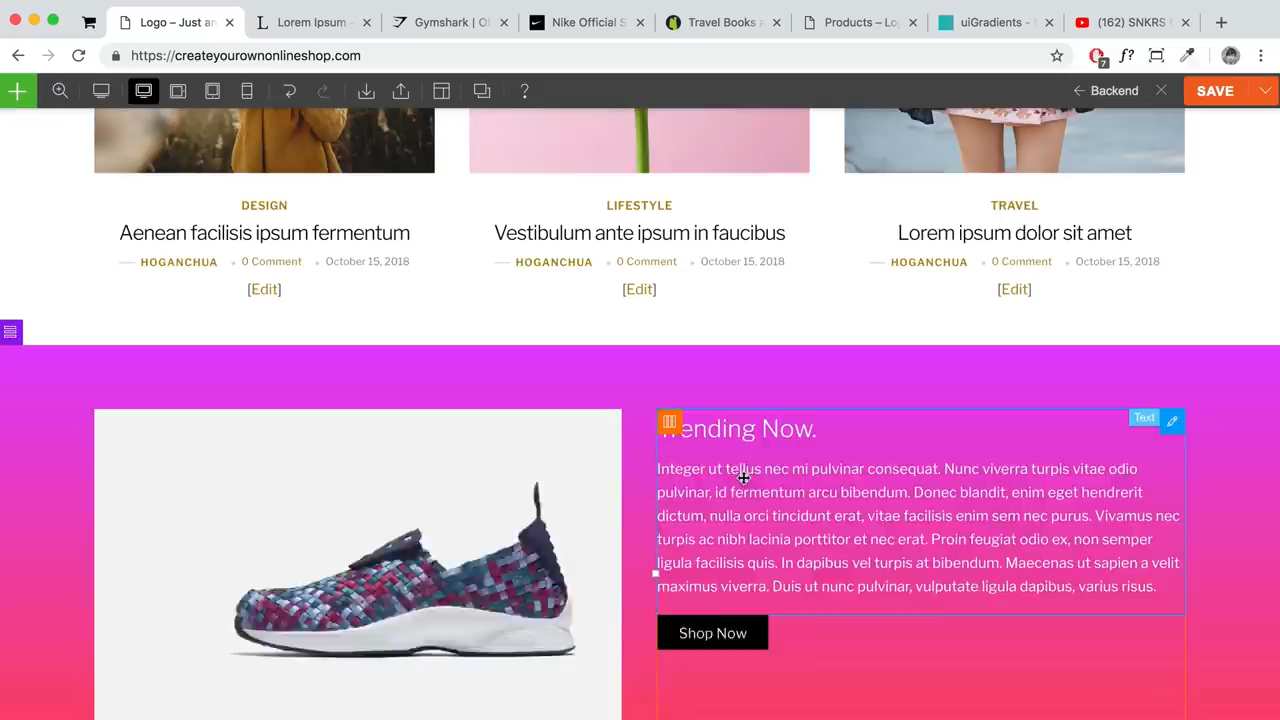 Logo – Just an
Lorem Ipsum -
Gymshark | O
Nike Official S
Travel Books a
Products – Lo
uiGradients -
(162) SNKRS
https://createyourownonlineshop.com
7
f?
?
Backend
SAVE
DESIGN
Aenean facilisis ipsum fermentum
HOGANCHUA
0 Comment
October 15, 2018
[Edit]
LIFESTYLE
Vestibulum ante ipsum in faucibus
HOGANCHUA
0 Comment
October 15, 2018
[Edit]
TRAVEL
Lorem ipsum dolor sit amet
HOGANCHUA
0 Comment
October 15, 2018
[Edit]
Text
Trending Now.
Integer ut tellus nec mi pulvinar consequat. Nunc viverra turpis vitae odio
pulvinar, id fermentum arcu bibendum. Donec blandit, enim eget hendrerit
dictum, nulla orci tincidunt erat, vitae facilisis enim sem nec purus. Vivamus nec
turpis ac nibh lacinia porttitor et nec erat. Proin feugiat odio ex, non semper
ligula facilisis quis. In dapibus vel turpis at bibendum. Maecenas ut sapien a velit
maximus viverra. Duis ut nunc pulvinar, vulputate ligula dapibus, varius risus.
Shop Now